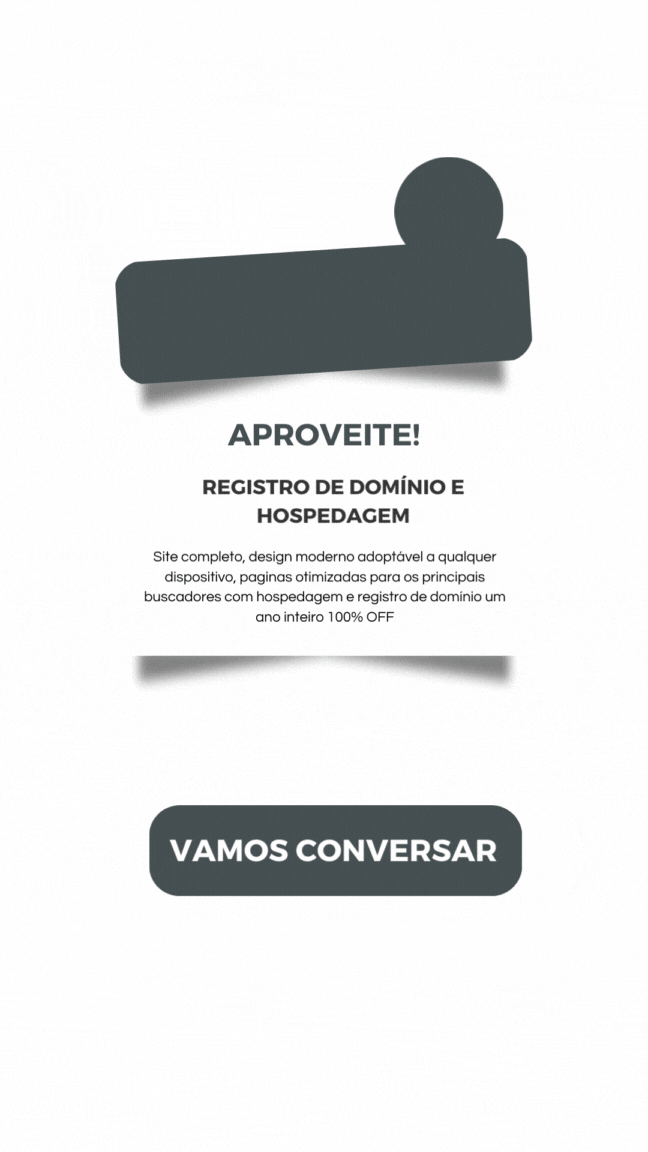 APROVEITE!
REGISTRO DE DOMÍNIO E
HOSPEDAGEM
Site completo, design moderno adoptável a qualquer
dispositivo, paginas otimizadas para os principais
buscadores com hospedagem e registro de domínio um
ano inteiro 100% OFF
VAMOS CONVERSAR